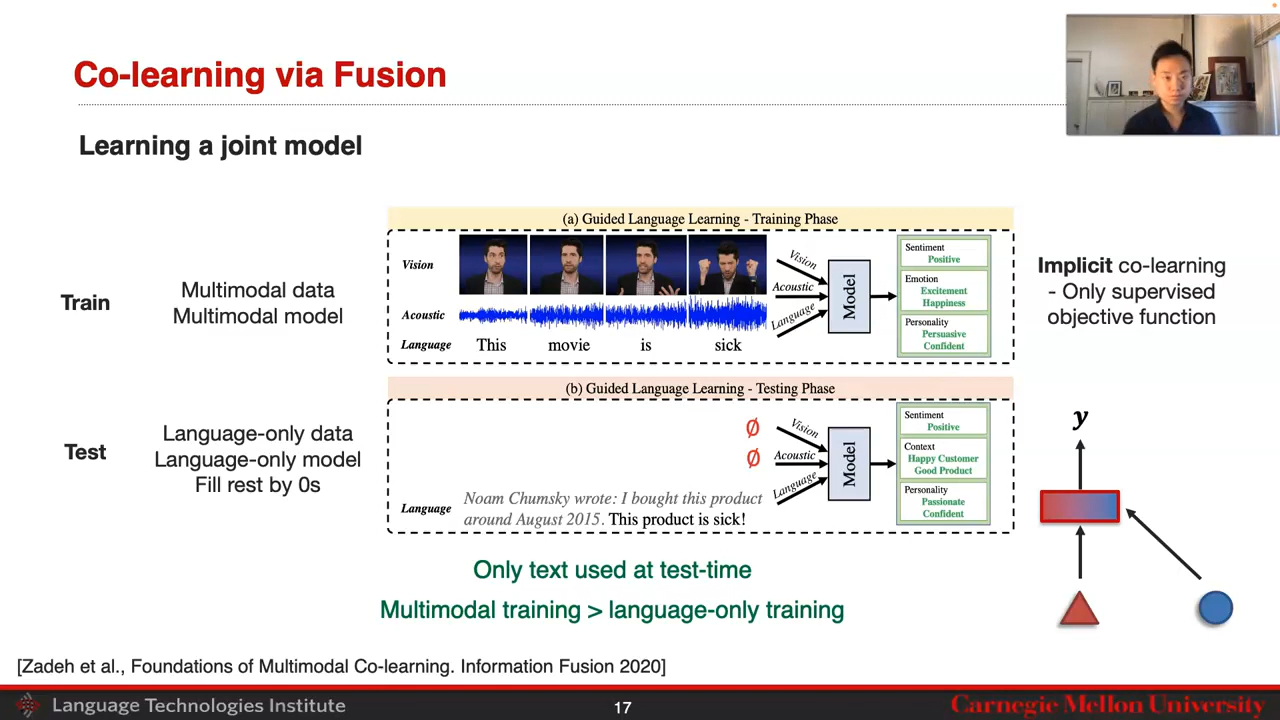 Co-learning via Fusion
Learning a joint model
(a) Guided Language Learning - Training Phase
Vision
Acoustic
Language
This movie is sick
Vision
Acoustic
Language
Model
Sentiment
Positive
Emotion
Excitement
Happiness
Personality
Persuasive
Confident
Train
Multimodal data
Multimodal model
Implicit co-learning
- Only supervised
objective function
(b) Guided Language Learning - Testing Phase
Ø
Ø
Language
Noam Chumsky wrote: I bought this product
around August 2015. This product is sick!
Vision
Acoustic
Language
Model
Sentiment
Positive
Context
Happy Customer
Good Product
Personality
Passionate
Confident
Test
Language-only data
Language-only model
Fill rest by 0s
y
Only text used at test-time
Multimodal training > language-only training
[Zadeh et al., Foundations of Multimodal Co-learning. Information Fusion 2020]
Language Technologies Institute
17
Carnegie Mellon University